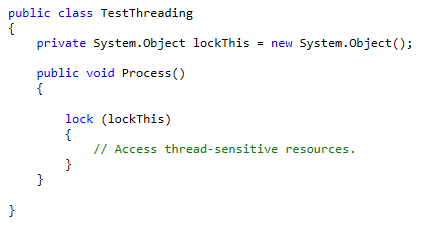 public class TestThreading
{
    private System.Object lockThis = new System.Object();

    public void Process()
    {

        lock (lockThis)
        {
            // Access thread-sensitive resources.
        }
    }

}